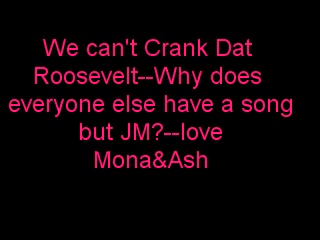 We can't Crank Dat
Roosevelt--Why does
everyone else have a song
but JM?--love
Mona&Ash